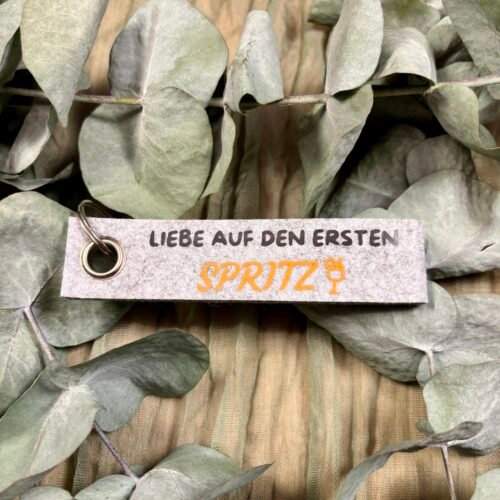 LIEBE AUF DEN ERSTEN
SPRITZ